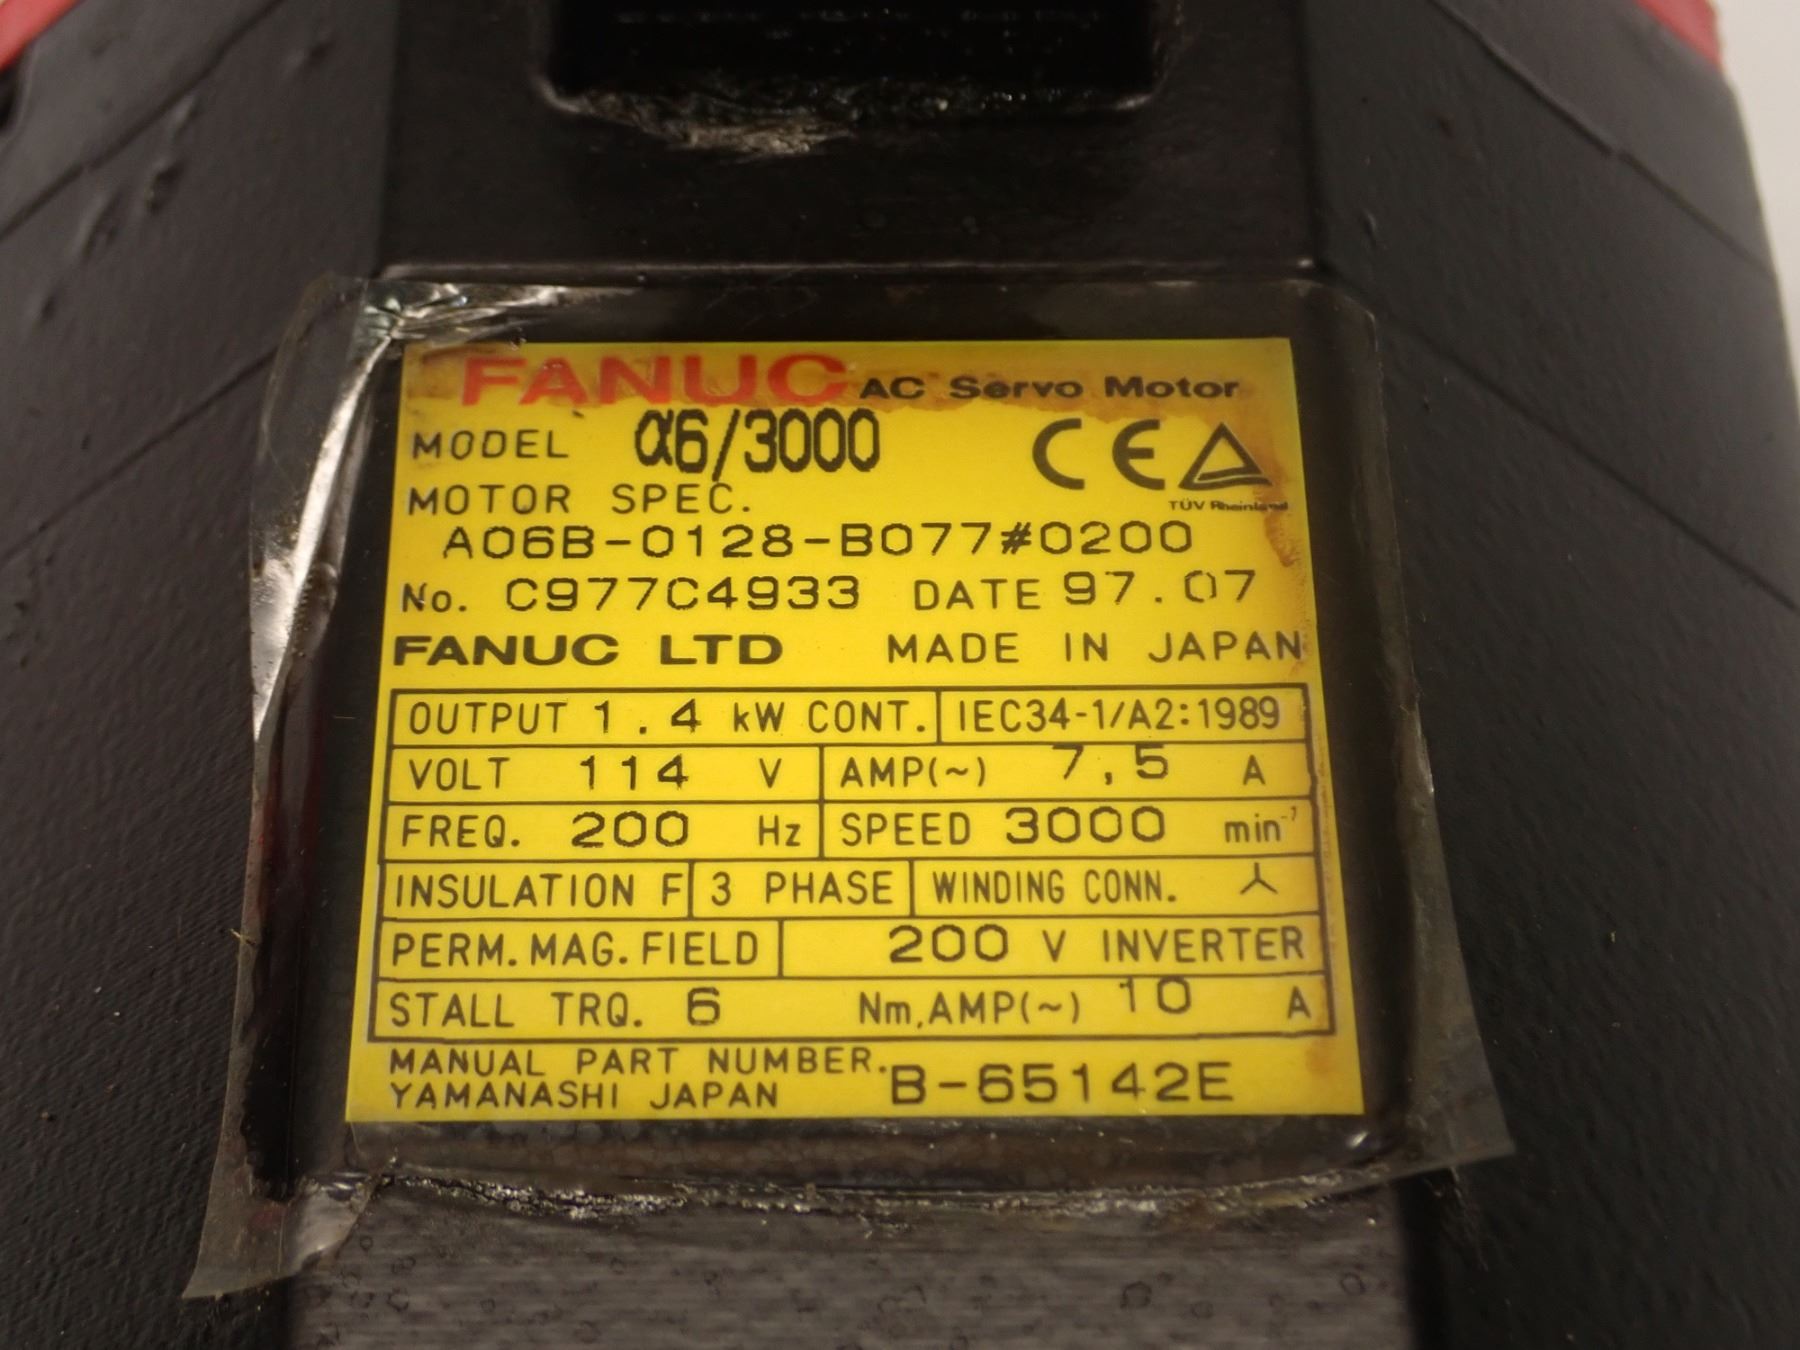 FANUC AC Servo Motor
MODEL α6/3000 CE
TÜV Rheinland
MOTOR SPEC.
A06B-0128-B077#0200
No. C977C4933 DATE 97.07
FANUC LTD MADE IN JAPAN
OUTPUT 1.4 kW CONT. IEC34-1/A2:1989
VOLT 114 V AMP(~) 7,5 A
FREQ. 200 Hz SPEED 3000 min⁻¹
INSULATION F 3 PHASE WINDING CONN.
PERM.MAG.FIELD 200 V INVERTER
STALL TRQ. 6 Nm,AMP(~) 10 A
MANUAL PART NUMBER. B-65142E
YAMANASHI JAPAN